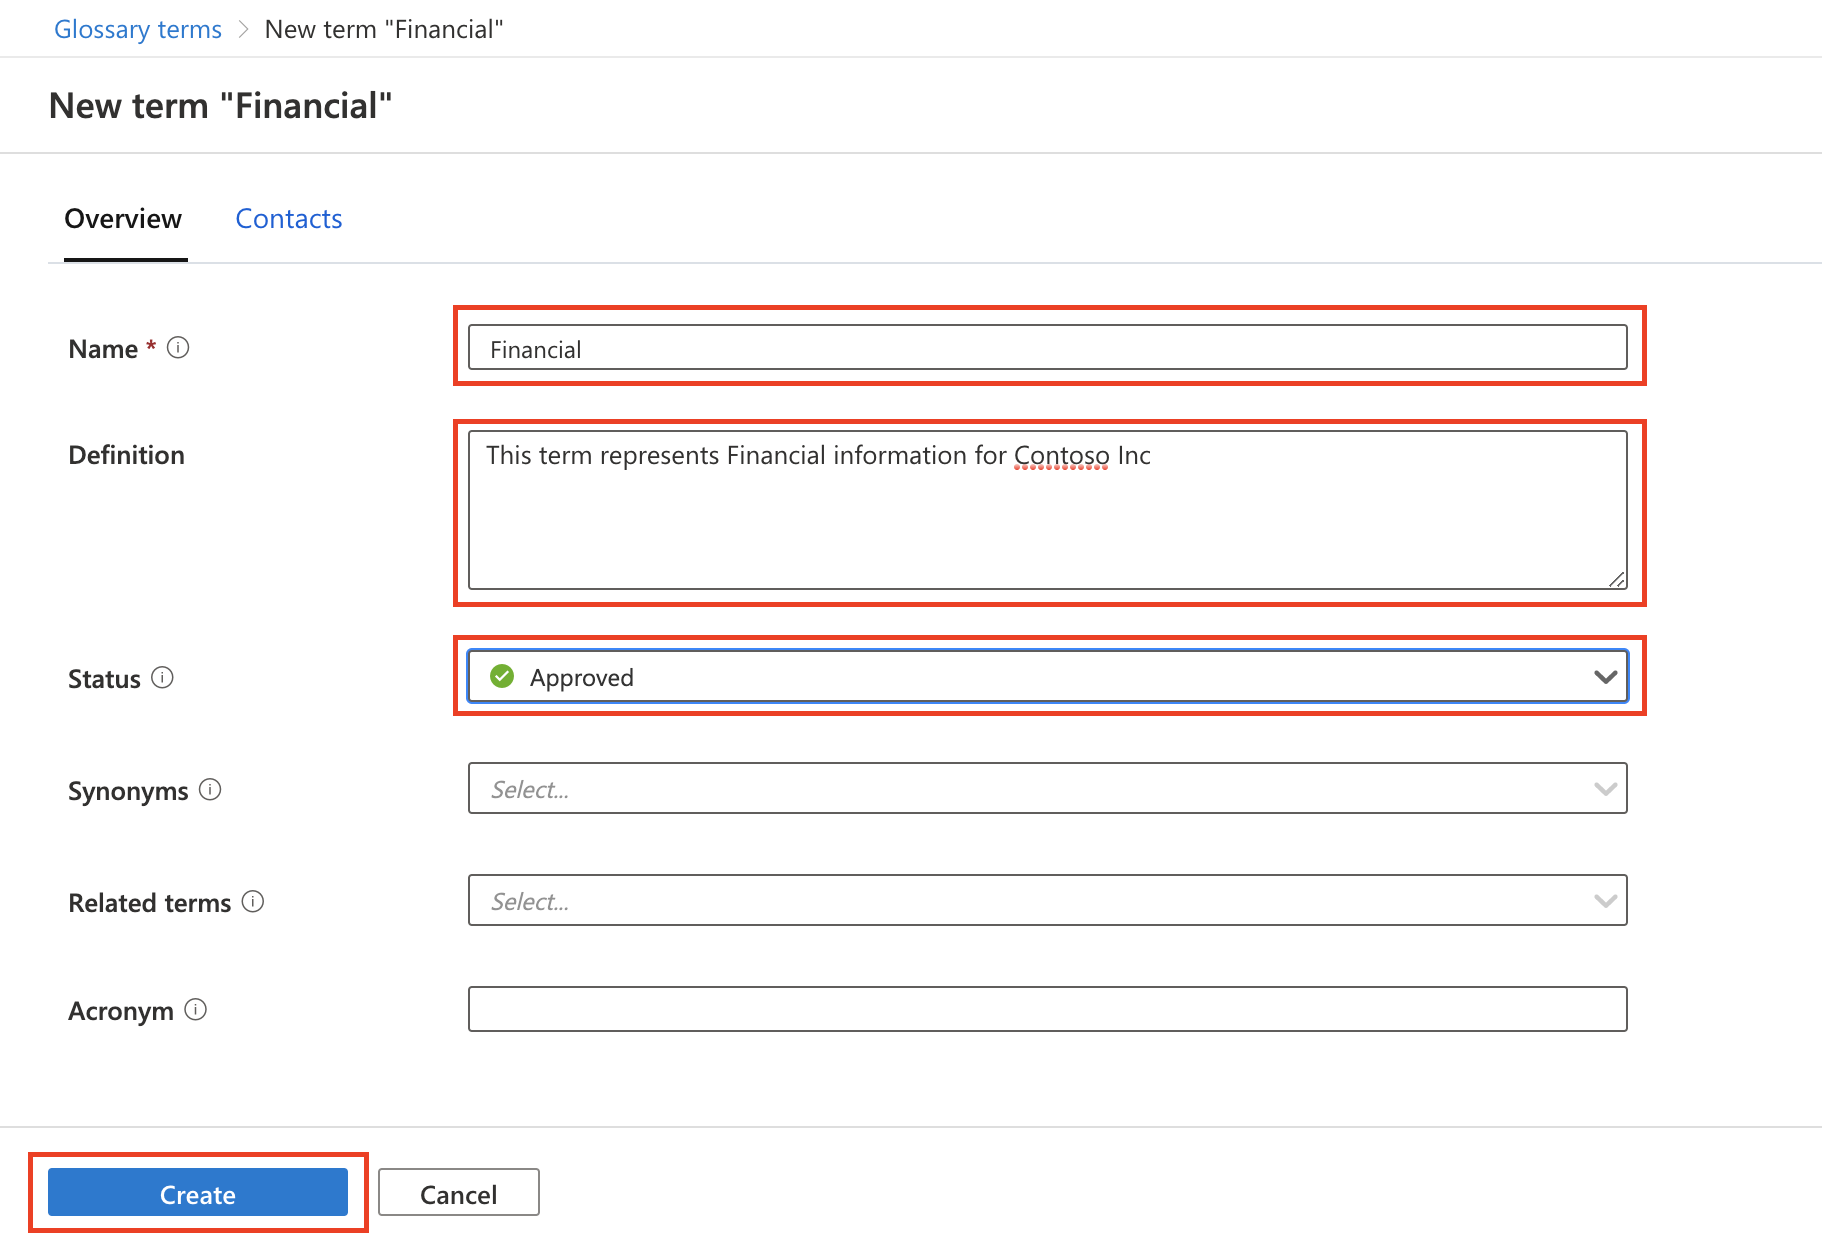 Glossary terms > New term "Financial"
New term "Financial"
Overview Contacts
Name * Financial
Definition This term represents Financial information for Contoso Inc
Status Approved
Synonyms Select...
Related terms Select...
Acronym
Create Cancel